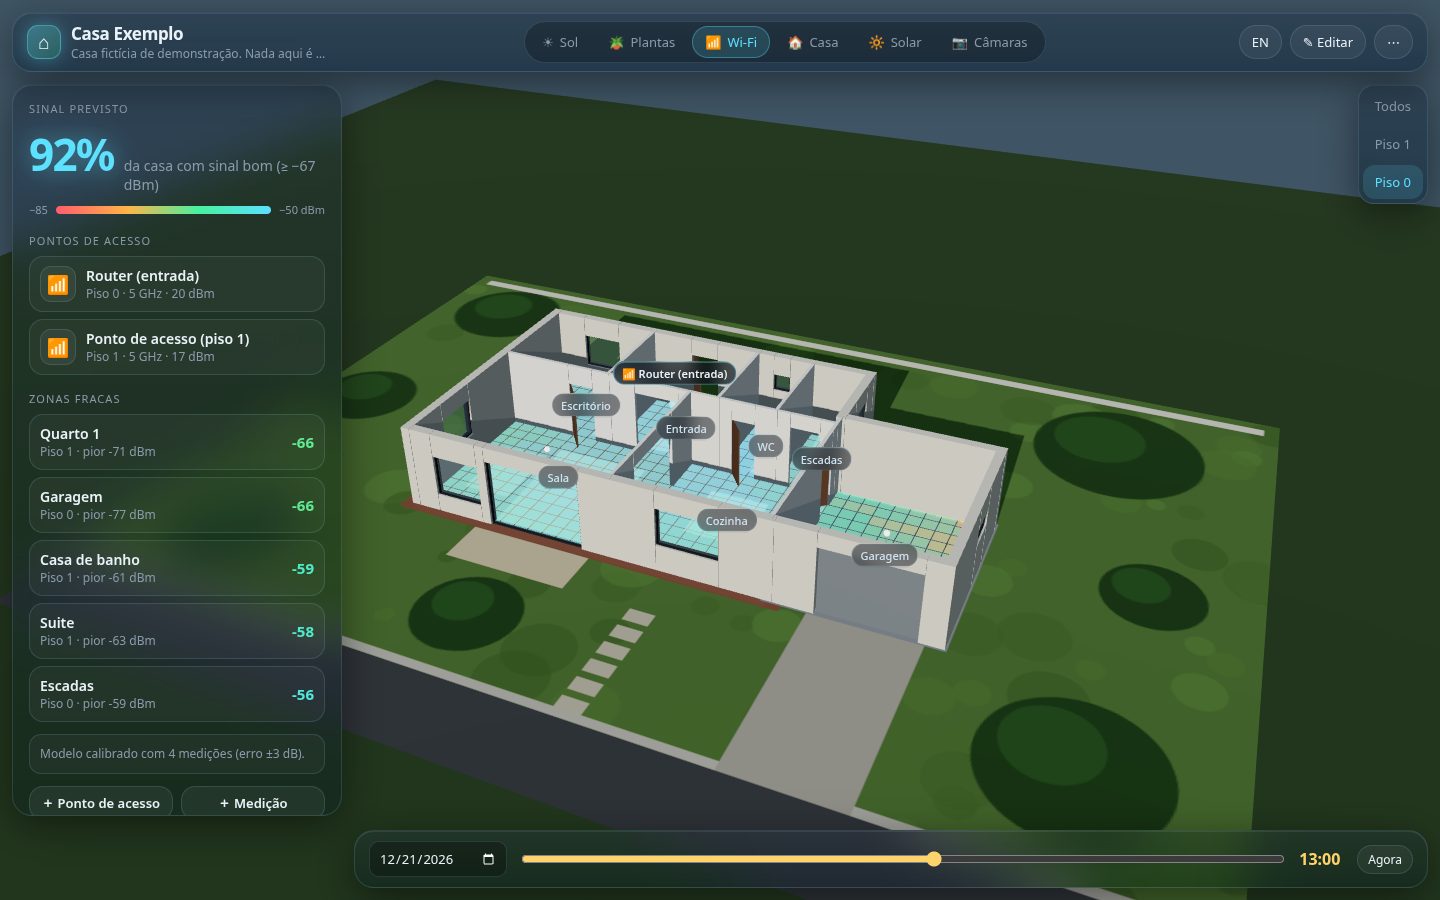 Casa Exemplo
Casa fictícia de demonstração. Nada aqui é ...
Sol
Plantas
Wi-Fi
Casa
Solar
Câmaras
EN
✎ Editar
⋯
SINAL PREVISTO
92% da casa com sinal bom (≥ −67
dBm)
−85
−50 dBm
PONTOS DE ACESSO
Router (entrada)
Piso 0 · 5 GHz · 20 dBm
Ponto de acesso (piso 1)
Piso 1 · 5 GHz · 17 dBm
ZONAS FRACAS
Quarto 1
Piso 1 · pior -71 dBm
-66
Garagem
Piso 0 · pior -77 dBm
-66
Casa de banho
Piso 1 · pior -61 dBm
-59
Suite
Piso 1 · pior -63 dBm
-58
Escadas
Piso 0 · pior -59 dBm
-56
Modelo calibrado com 4 medições (erro ±3 dB).
+ Ponto de acesso
+ Medição
Todos
Piso 1
Piso 0
Router (entrada)
Escritório
Entrada
WC
Escadas
Sala
Cozinha
Garagem
12/21/2026
13:00
Agora